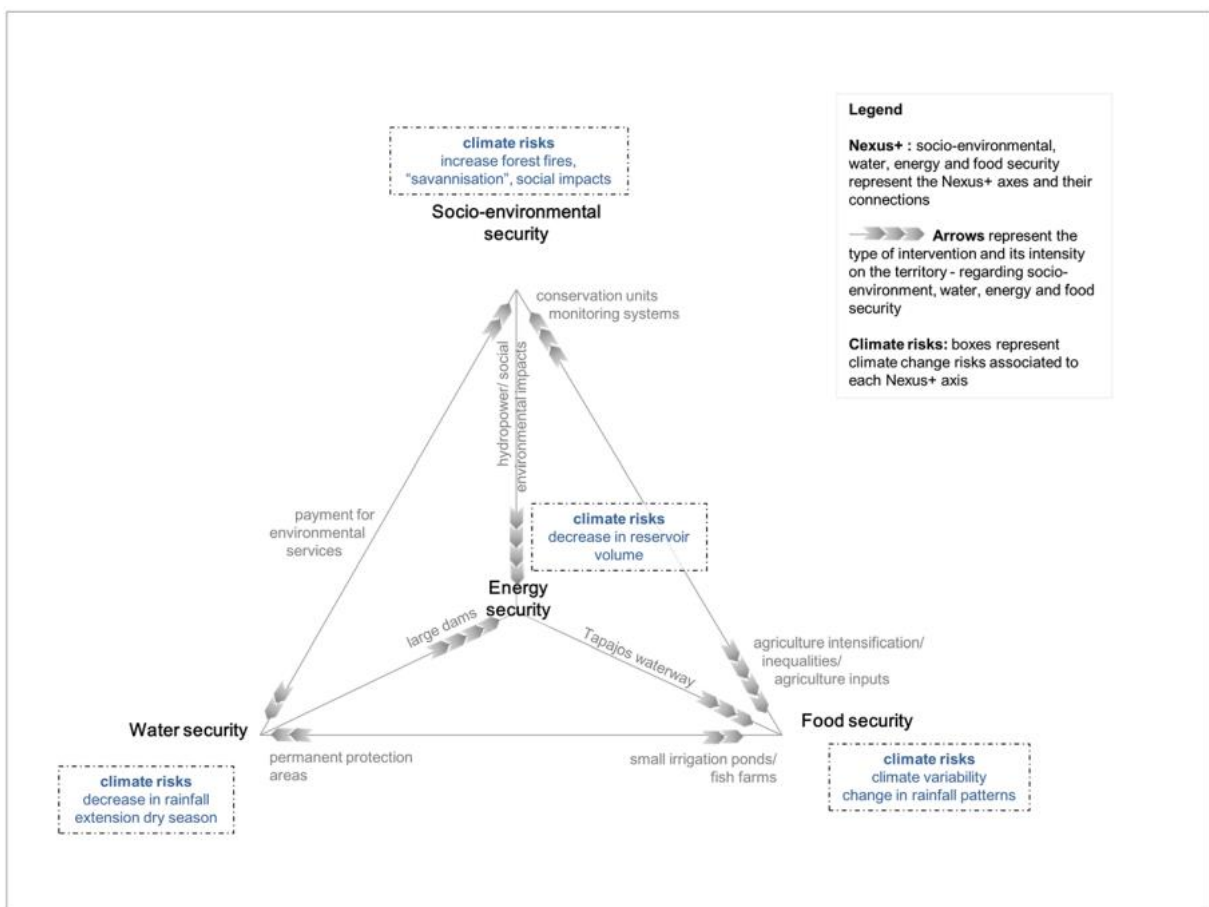 climate risks
increase forest fires,
"savannisation", social impacts
Socio-environmental
security
Legend
Nexus+ : socio-environmental,
water, energy and food security
represent the Nexus+ axes and their
connections
Arrows represent the
type of intervention and its intensity
on the territory - regarding socio-
environment, water, energy and food
security
Climate risks: boxes represent
climate change risks associated to
each Nexus+ axis
conservation units
monitoring systems
hydropower/ social
environmental impacts
payment for
environmental
services
climate risks
decrease in reservoir
volume
Energy
security
large dams
Tapajos waterway
agriculture intensification/
inequalities/
agriculture inputs
Water security
Food security
permanent protection
areas
small irrigation ponds/
fish farms
climate risks
decrease in rainfall
extension dry season
climate risks
climate variability
change in rainfall patterns